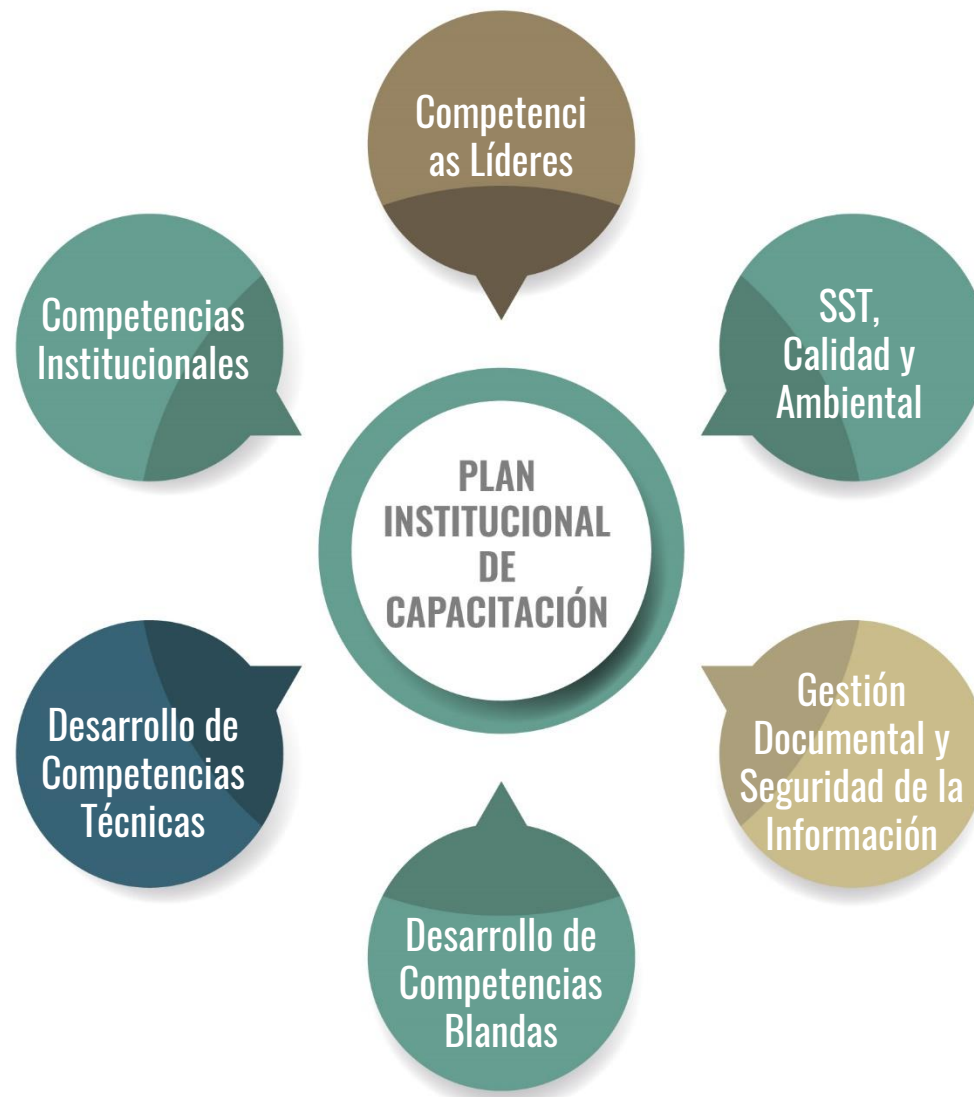 Competenci
as Líderes
Competencias
Institucionales
SST,
Calidad y
Ambiental
PLAN
INSTITUCIONAL
DE
CAPACITACIÓN
Desarrollo de
Competencias
Técnicas
Gestión
Documental y
Seguridad de la
Información
Desarrollo de
Competencias
Blandas